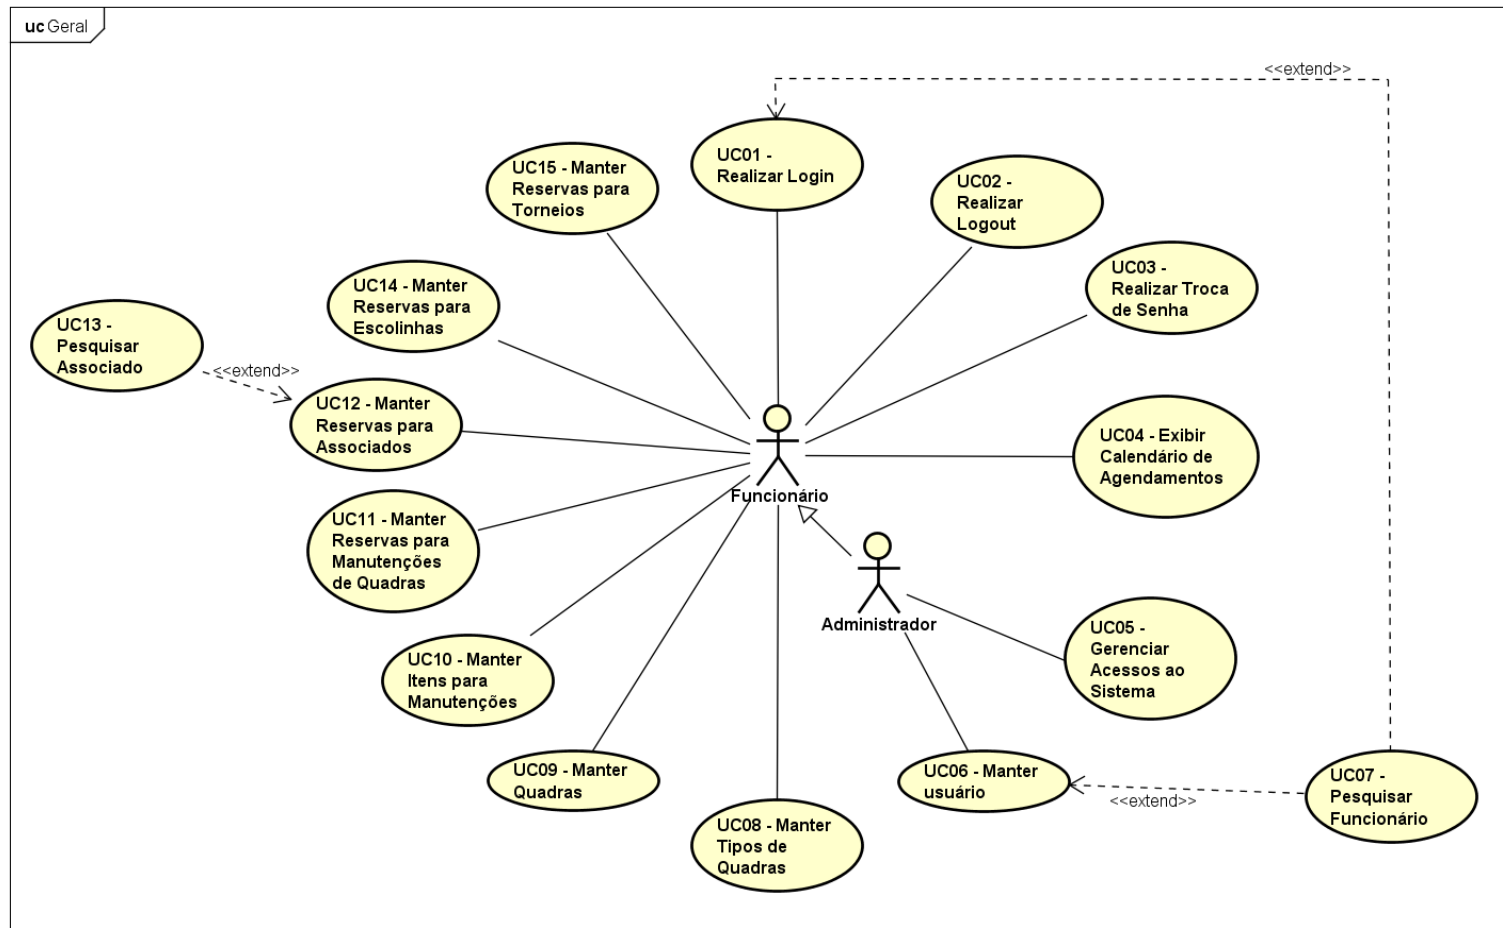 uc Geral
<<extend>>
UC01 -
Realizar Login
UC15 - Manter
Reservas para
Torneios
UC02 -
Realizar
Logout
UC03 -
Realizar Troca
de Senha
UC14 - Manter
Reservas para
Escolinhas
UC13 -
Pesquisar
Associado
<<extend>>
UC12 - Manter
Reservas para
Associados
UC04 - Exibir
Calendário de
Agendamentos
Funcionário
UC11 - Manter
Reservas para
Manutenções
de Quadras
Administrador
UC05 -
Gerenciar
Acessos ao
Sistema
UC10 - Manter
Itens para
Manutenções
UC09 - Manter
Quadras
UC06 - Manter
usuário
<<extend>>
UC07 -
Pesquisar
Funcionário
UC08 - Manter
Tipos de
Quadras